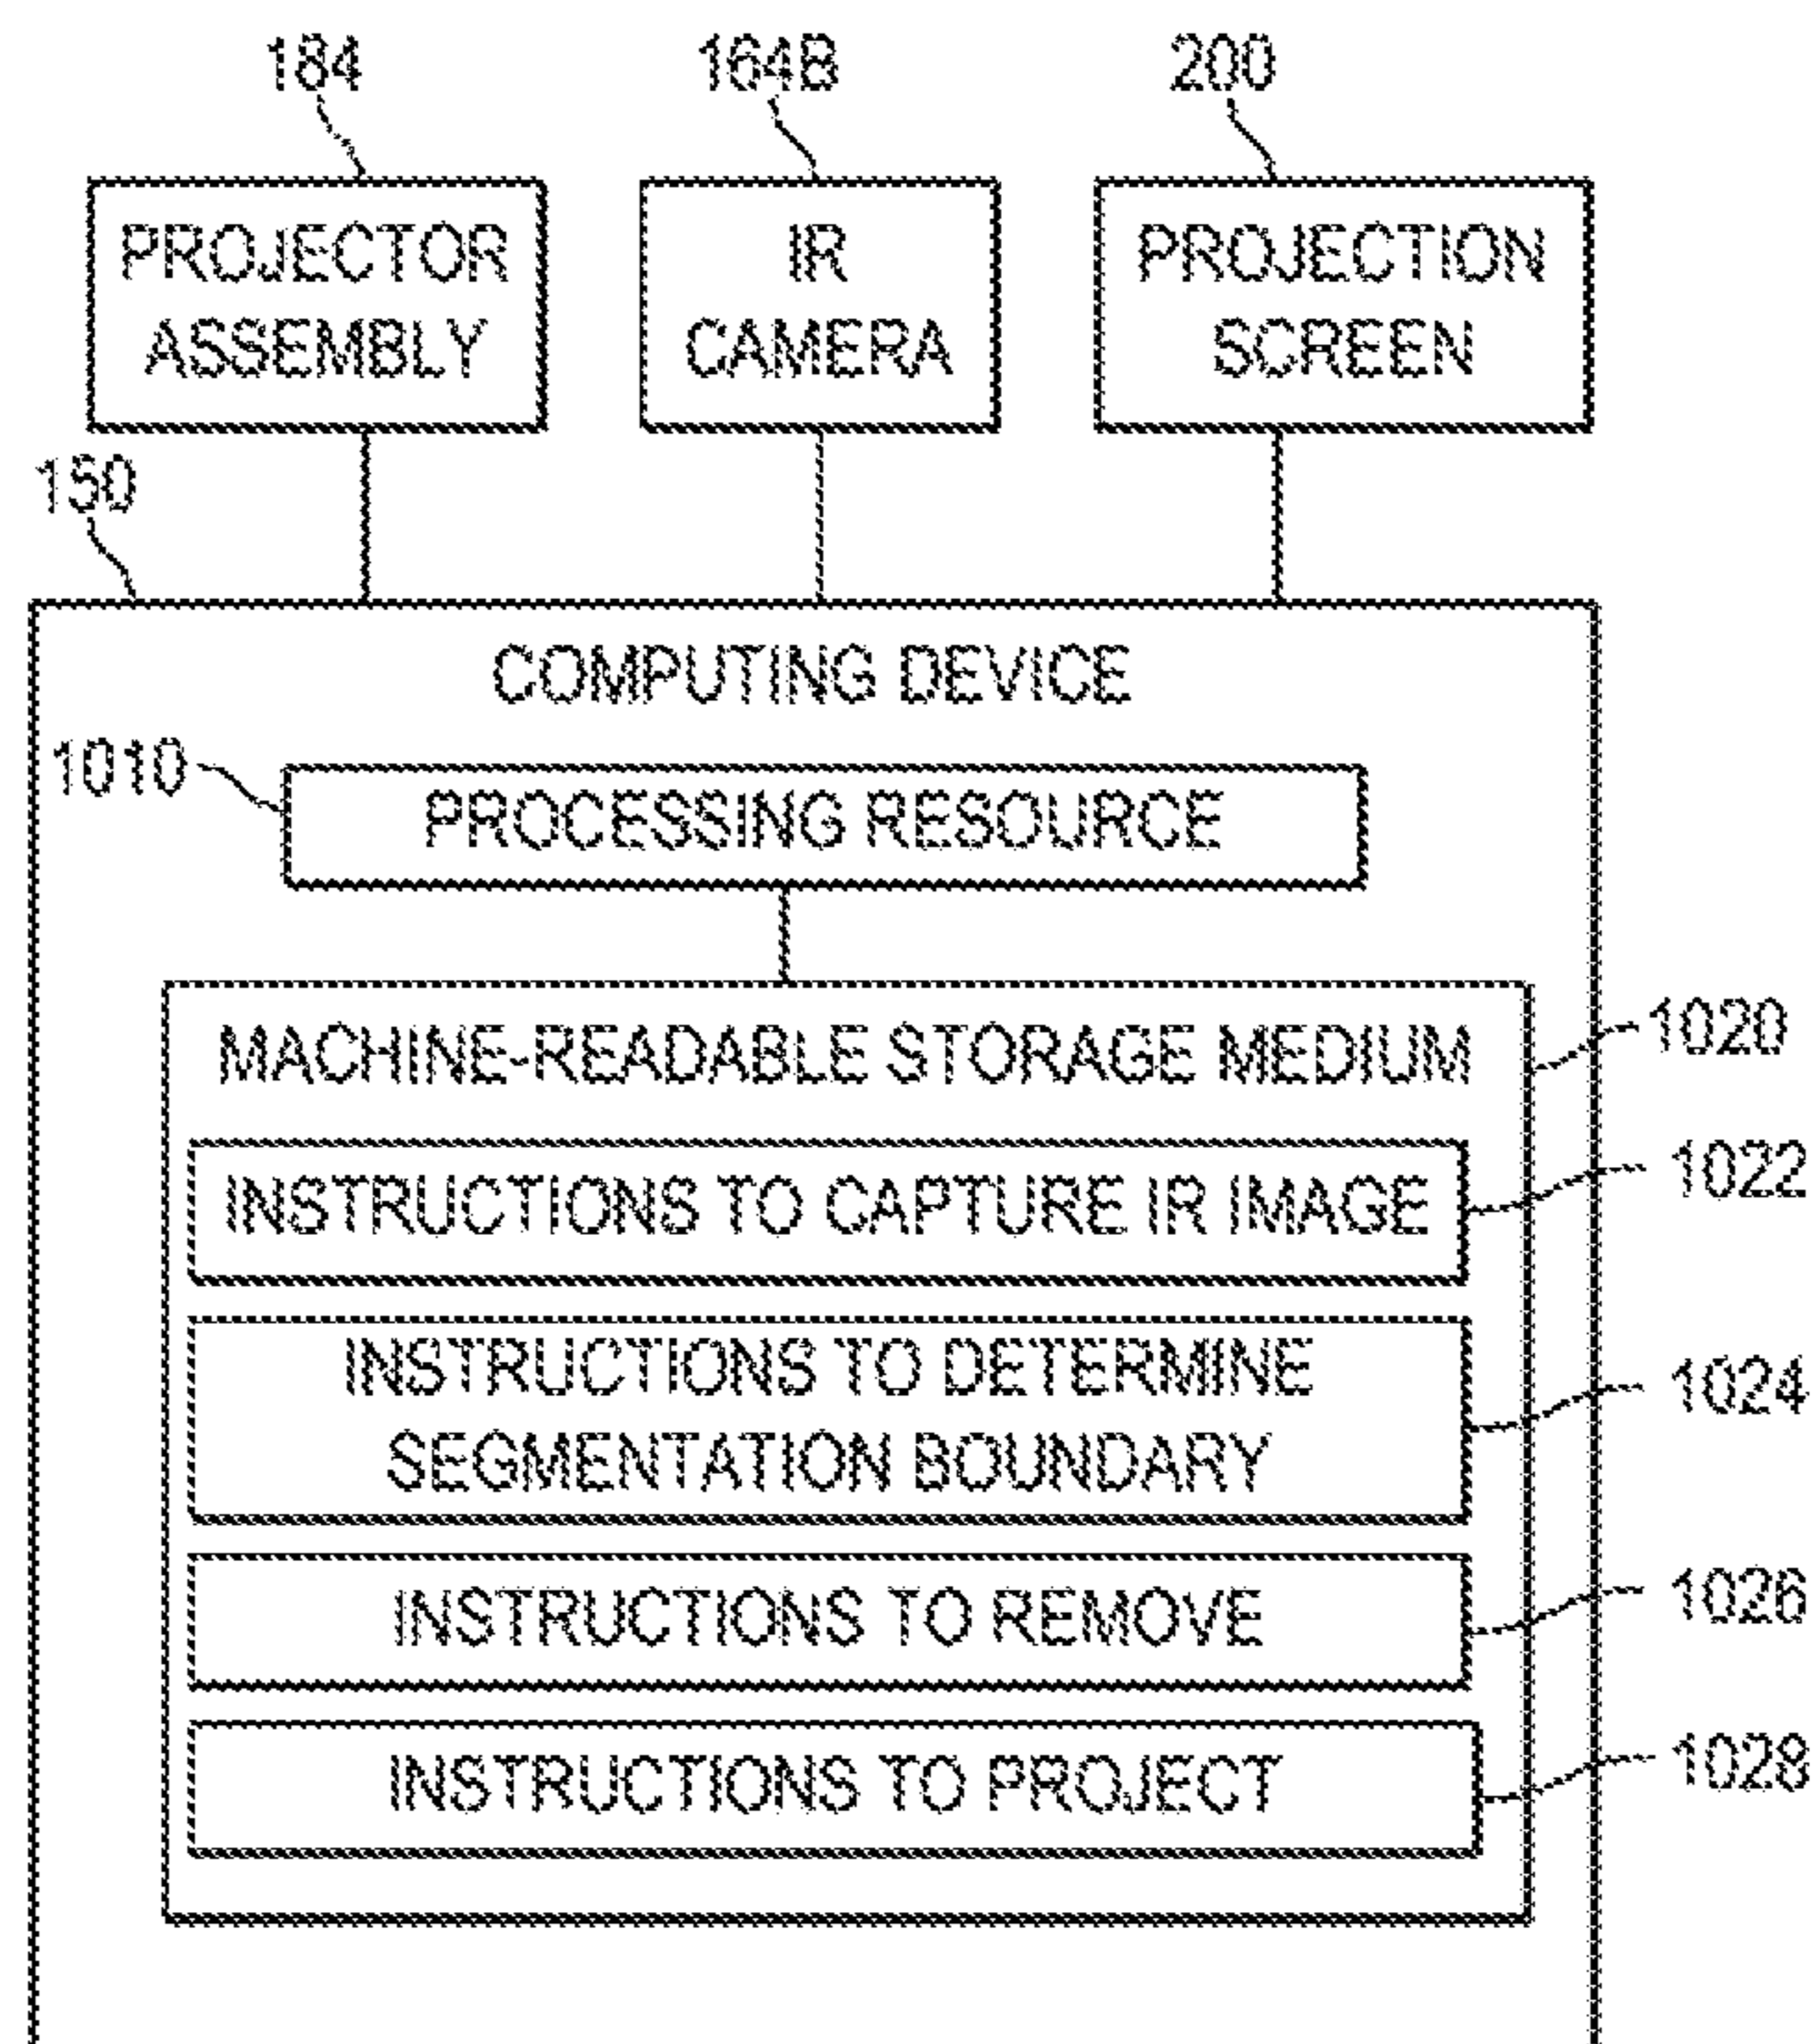 184 164B 200
PROJECTOR ASSEMBLY
IR CAMERA
PROJECTION SCREEN
150
COMPUTING DEVICE
1010
PROCESSING RESOURCE
MACHINE-READABLE STORAGE MEDIUM
1020
INSTRUCTIONS TO CAPTURE IR IMAGE
1022
INSTRUCTIONS TO DETERMINE
SEGMENTATION BOUNDARY
1024
INSTRUCTIONS TO REMOVE
1026
INSTRUCTIONS TO PROJECT
1028